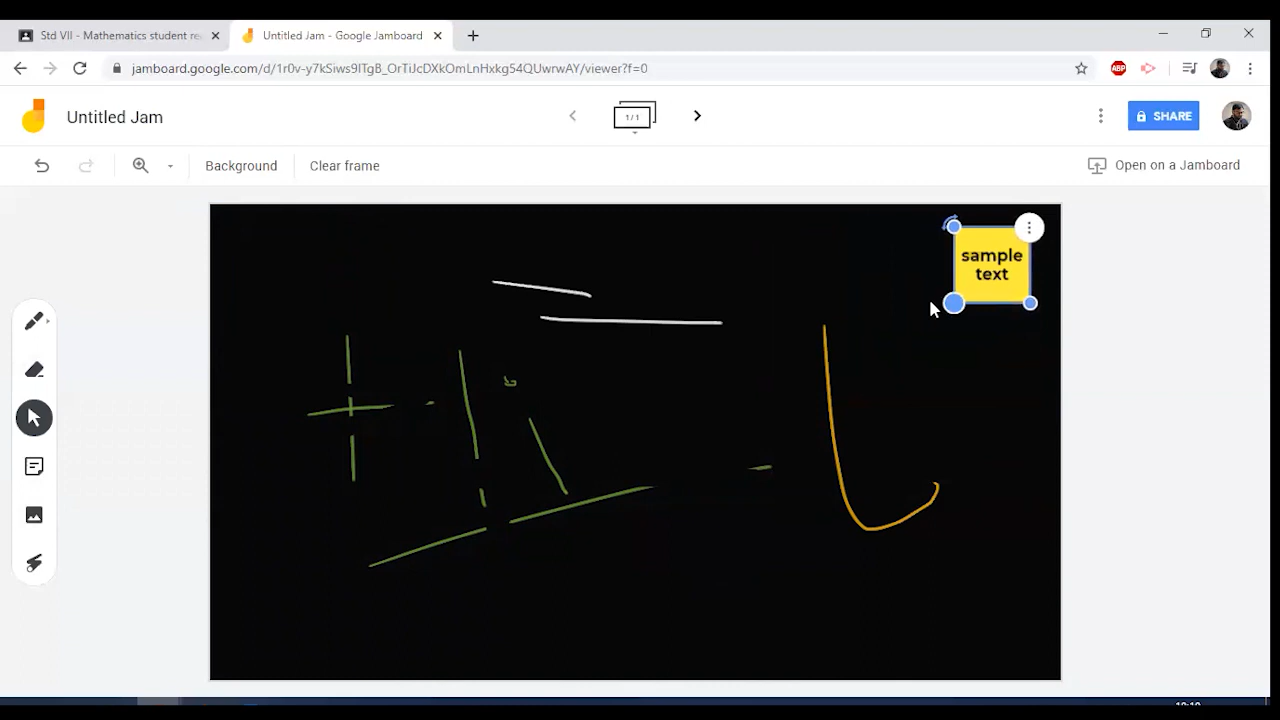 Std VII - Mathematics student re
Untitled Jam - Google Jamboard
jamboard.google.com/d/1r0v-y7kSiws9ITgB_OrTiJcDXkOmLnHxkg54QUwrwAY/viewer?f=0
ABP
Untitled Jam
1/1
SHARE
Background
Clear frame
Open on a Jamboard
sample
text